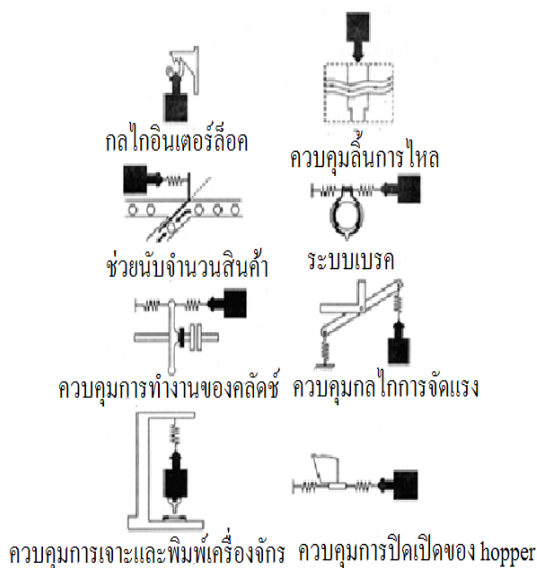 กลไกอินเตอร์ล็อค
ควบคุมลิ้นการไหล
ช่วยนับจำนวนสินค้า
ระบบเบรค
ควบคุมการทำงานของคลัดช์
ควบคุมกลไกการจัดแรง
ควบคุมการเจาะและพิมพ์เครื่องจักร
ควบคุมการปิดเปิดของ hopper